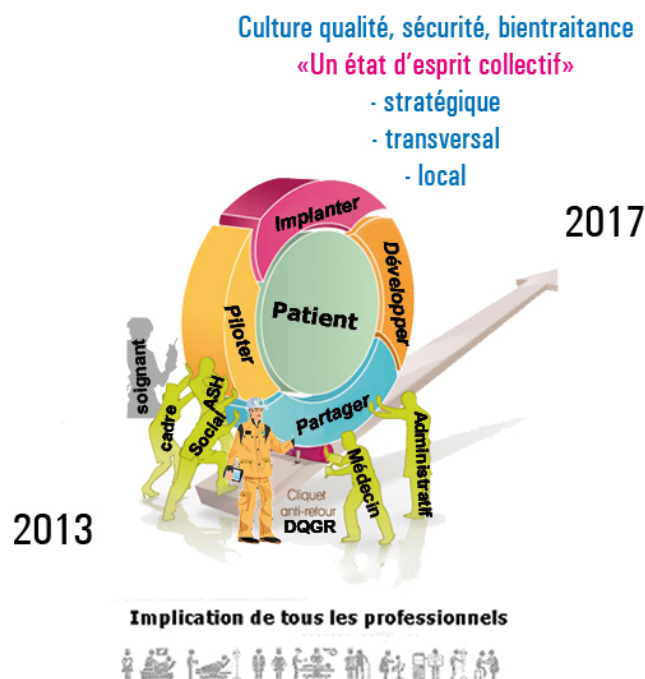 Culture qualité, sécurité, bientraitance
«Un état d'esprit collectif»
- stratégique
- transversal
- local
2017
Implanter
Développer
Patient
Piloter
Partager
soignant
cadre
Social
ASH
Médecin
Administratif
Cliquet
anti-retour
DQGR
2013
Implication de tous les professionnels